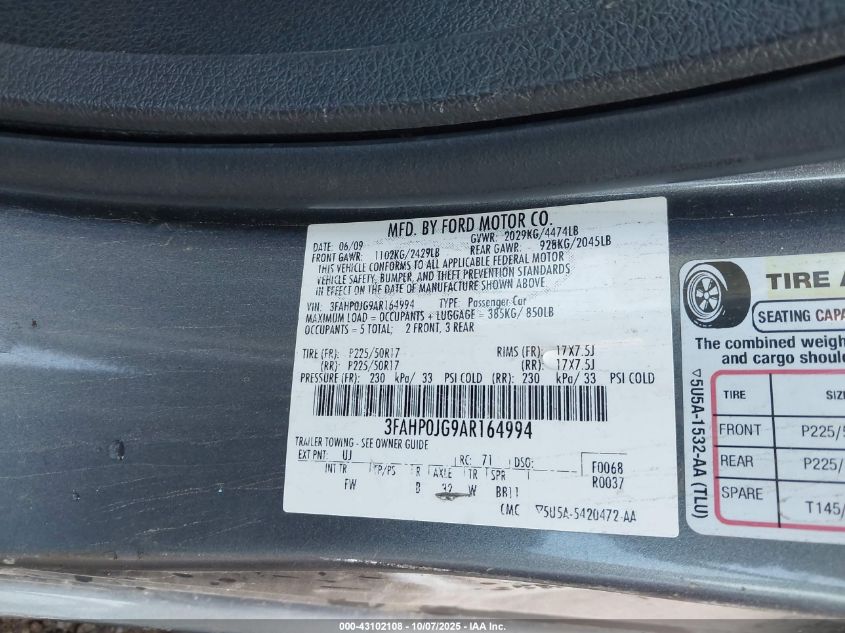 MFD. BY FORD MOTOR CO.
DATE: 06/09 GVWR: 2029KG/4474LB
FRONT GAWR: 1102KG/2429LB REAR GAWR: 928KG/2045LB
THIS VEHICLE CONFORMS TO ALL APPLICABLE FEDERAL MOTOR
VEHICLE SAFETY, BUMPER, AND THEFT PREVENTION STANDARDS
IN EFFECT ON THE DATE OF MANUFACTURE SHOWN ABOVE.
VIN: 3FAHP0JG9AR164994 TYPE: Passenger Car
MAXIMUM LOAD = OCCUPANTS + LUGGAGE = 385KG/ 850LB
OCCUPANTS = 5 TOTAL; 2 FRONT, 3 REAR
TIRE (FR): P225/50R17 RIMS (FR): 17X7.5J
(RR): P225/50R17 (RR): 17X7.5J
PRESSURE (FR): 230 kPa/ 33 PSI COLD (RR): 230 kPa/ 33 PSI COLD
3FAHP0JG9AR164994
TRAILER TOWING - SEE OWNER GUIDE
EXT PNT: UJ RC: 71 DSO: F0068
INT TR TP/PS R AXLE TR SPR R0037
FW B 32 W BR11
CMC ▽5U5A-5420472-AA
TIRE A
SEATING CAPA
The combined weigh
and cargo shoule
TIRE SIZ
FRONT P225/5
REAR P225/
SPARE T145/
▽5U5A-1532-AA (TLU)
000-43102108 - 10/07/2025 - IAA Inc.